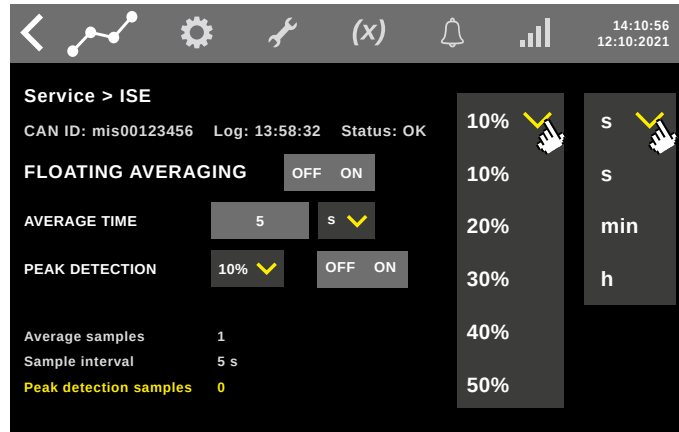 (x)
14:10:56
12:10:2021
Service > ISE
CAN ID: mis00123456 Log: 13:58:32 Status: OK
FLOATING AVERAGING OFF ON
AVERAGE TIME 5 s
PEAK DETECTION 10% OFF ON
Average samples 1
Sample interval 5 s
Peak detection samples 0
10%
10%
20%
30%
40%
50%
s
s
min
h